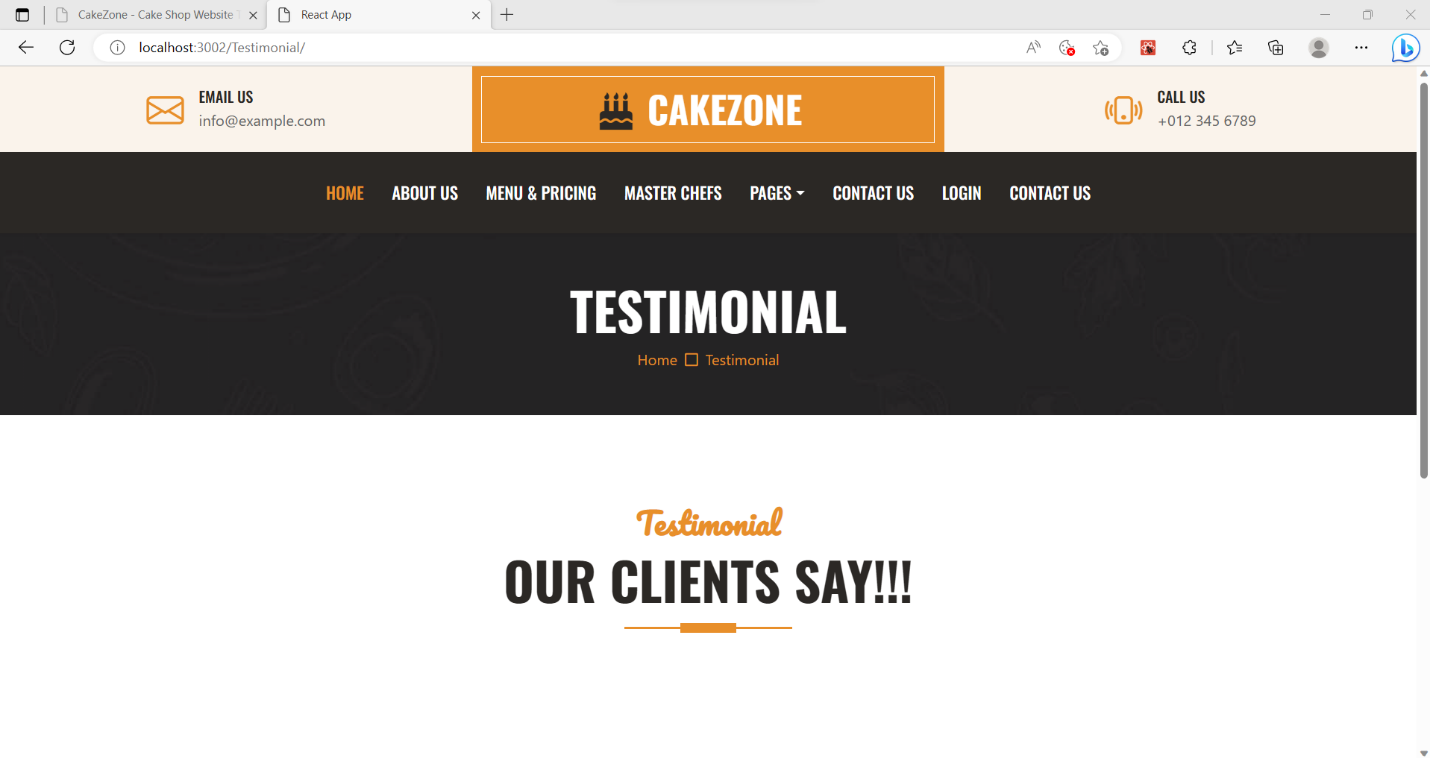 CakeZone - Cake Shop Website
React App
localhost:3002/Testimonial/
EMAIL US
info@example.com
CAKEZONE
CALL US
+012 345 6789
HOME ABOUT US MENU & PRICING MASTER CHEFS PAGES CONTACT US LOGIN CONTACT US
TESTIMONIAL
Home Testimonial
Testimonial
OUR CLIENTS SAY!!!